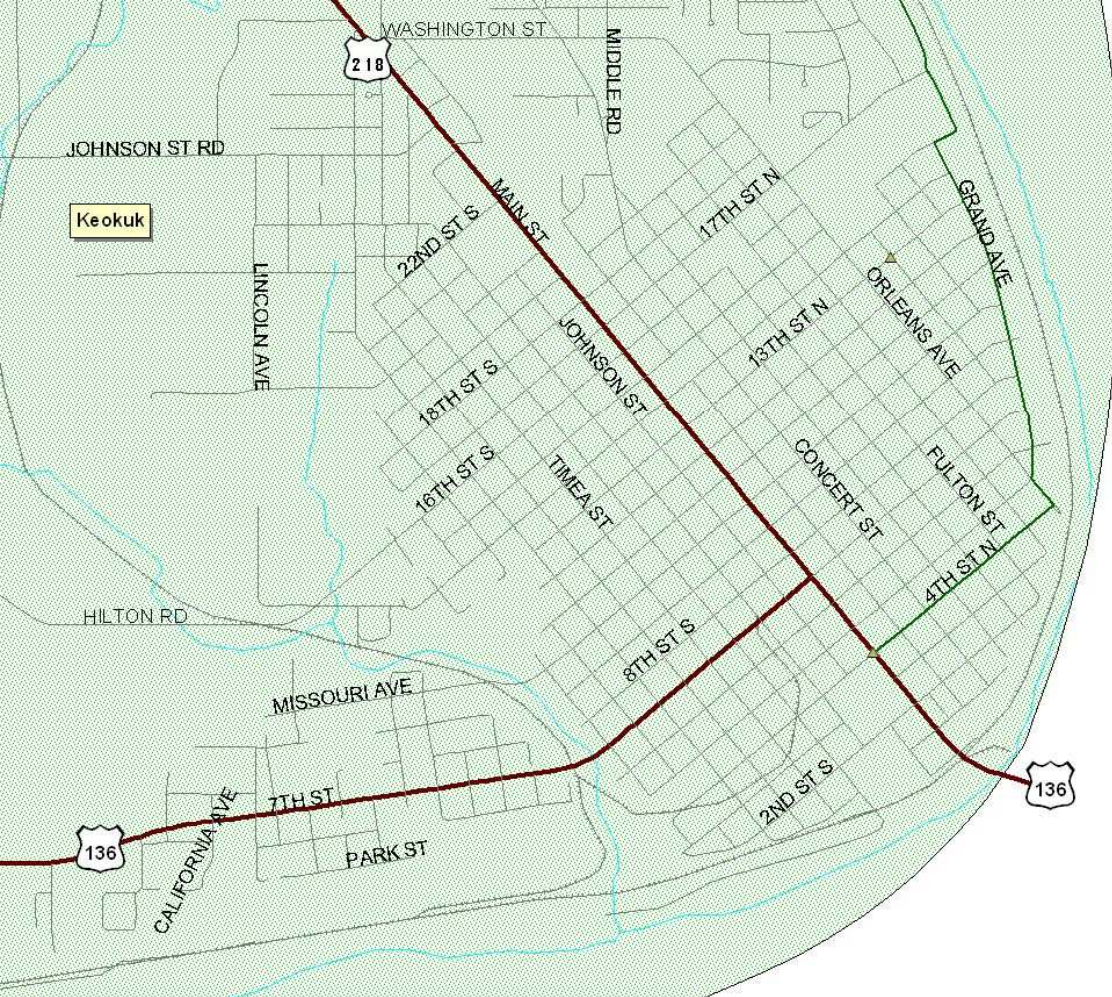 WASHINGTON ST
218
MIDDLE RD
JOHNSON ST RD
MAIN ST
17TH ST N
GRAND AVE
Keokuk
22ND ST S
LINCOLN AVE
ORLEANS AVE
13TH ST N
JOHNSON ST
18TH ST S
16TH ST S
TIMEA ST
CONCERT ST
FULTON ST
4TH ST N
HILTON RD
8TH ST S
MISSOURI AVE
2ND ST S
136
7TH ST
CALIFORNIA AVE
136
PARK ST